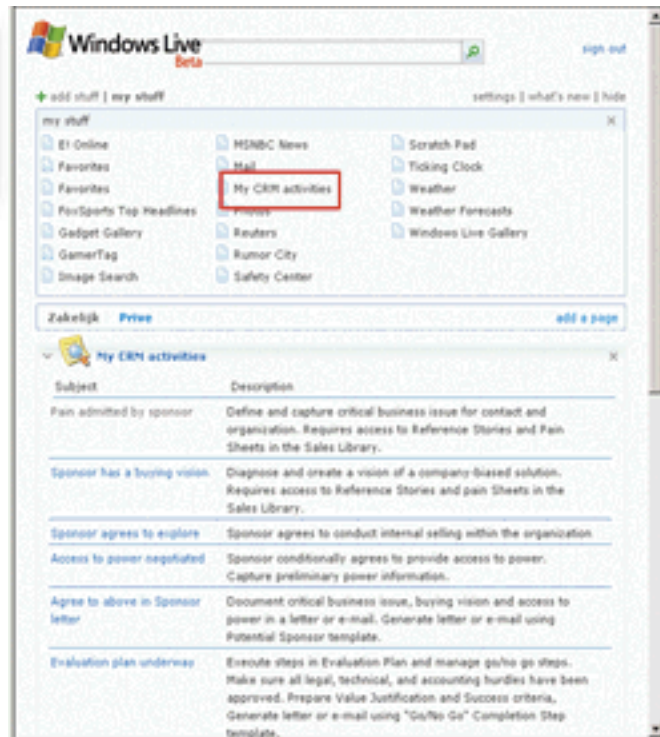 Windows Live
Beta
sign out
add stuff | my stuff
settings | what's new | hide
my stuff
E! Online
MSNBC News
Scratch Pad
Favorites
Mail
Ticking Clock
Favorites
My CRM activities
Weather
FoxSports Top Headlines
Photos
Weather Forecasts
Gadget Gallery
Reuters
Windows Live Gallery
GamerTag
Rumor City
Image Search
Safety Center
Zakelijk Prive
add a page
My CRM activities
Subject
Description
Pain admitted by sponsor
Define and capture critical business issue for contact and
organization. Requires access to Reference Stories and Pain
Sheets in the Sales Library.
Sponsor has a buying vision
Diagnose and create a vision of a company-biased solution.
Requires access to Reference Stories and pain Sheets in the
Sales Library.
Sponsor agrees to explore
Sponsor agrees to conduct internal selling within the organization
Access to power negotiated
Sponsor conditionally agrees to provide access to power.
Capture preliminary power information.
Agree to above in Sponsor
letter
Document critical business issue, buying vision and access to
power in a letter or e-mail. Generate letter or e-mail using
Potential Sponsor template.
Evaluation plan underway
Execute steps in Evaluation Plan and manage go/no go steps.
Make sure all legal, technical, and accounting hurdles have been
approved. Prepare Value Justification and Success criteria,
Generate letter or e-mail using "Go/No Go" Completion Step
template.